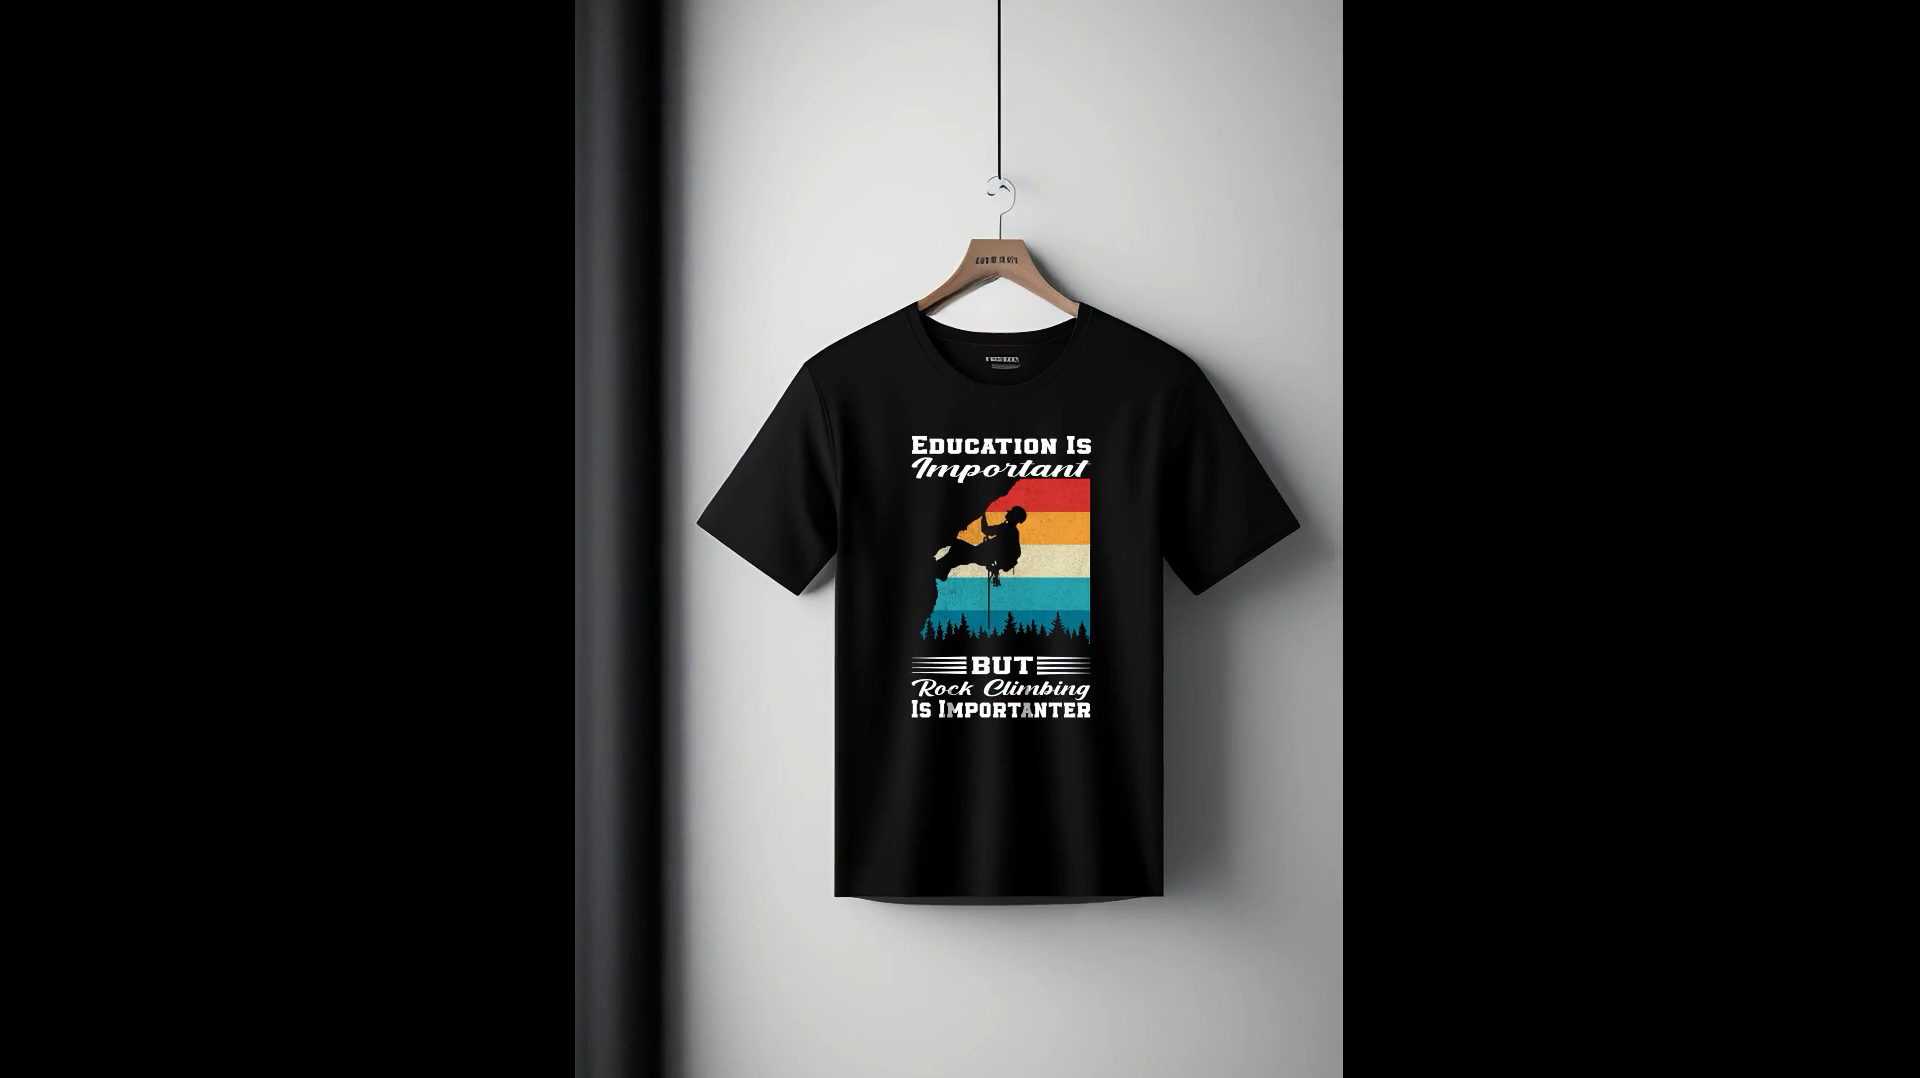 EDUCATION IS
Important
BUT
Rock Climbing
IS IMPORTANTER